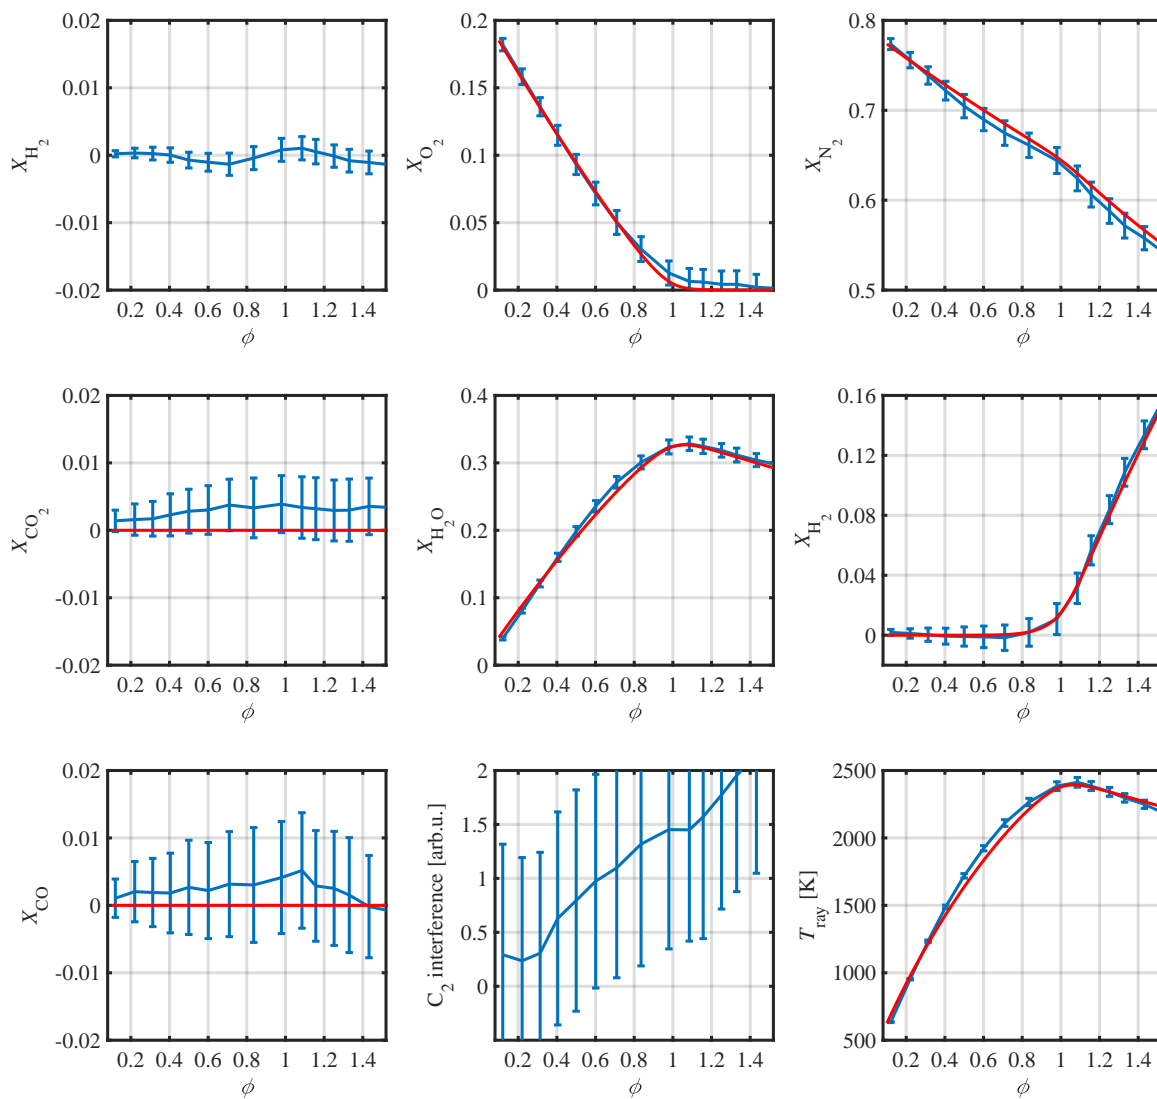 0.02
0.01
0
-0.01
-0.02
X_H2
0.2 0.4 0.6 0.8 1 1.2 1.4
ϕ
0.2
0.15
0.1
0.05
0
X_O2
0.2 0.4 0.6 0.8 1 1.2 1.4
ϕ
0.8
0.7
0.6
0.5
X_N2
0.2 0.4 0.6 0.8 1 1.2 1.4
ϕ
0.02
0.01
0
-0.01
-0.02
X_CO2
0.2 0.4 0.6 0.8 1 1.2 1.4
ϕ
0.4
0.3
0.2
0.1
0
X_H2O
0.2 0.4 0.6 0.8 1 1.2 1.4
ϕ
0.16
0.12
0.08
0.04
0
X_H2
0.2 0.4 0.6 0.8 1 1.2 1.4
ϕ
0.02
0.01
0
-0.01
-0.02
X_CO
0.2 0.4 0.6 0.8 1 1.2 1.4
ϕ
2
1.5
1
0.5
0
C2 interference [arb.u.]
0.2 0.4 0.6 0.8 1 1.2 1.4
ϕ
2500
2000
1500
1000
500
T_ray [K]
0.2 0.4 0.6 0.8 1 1.2 1.4
ϕ